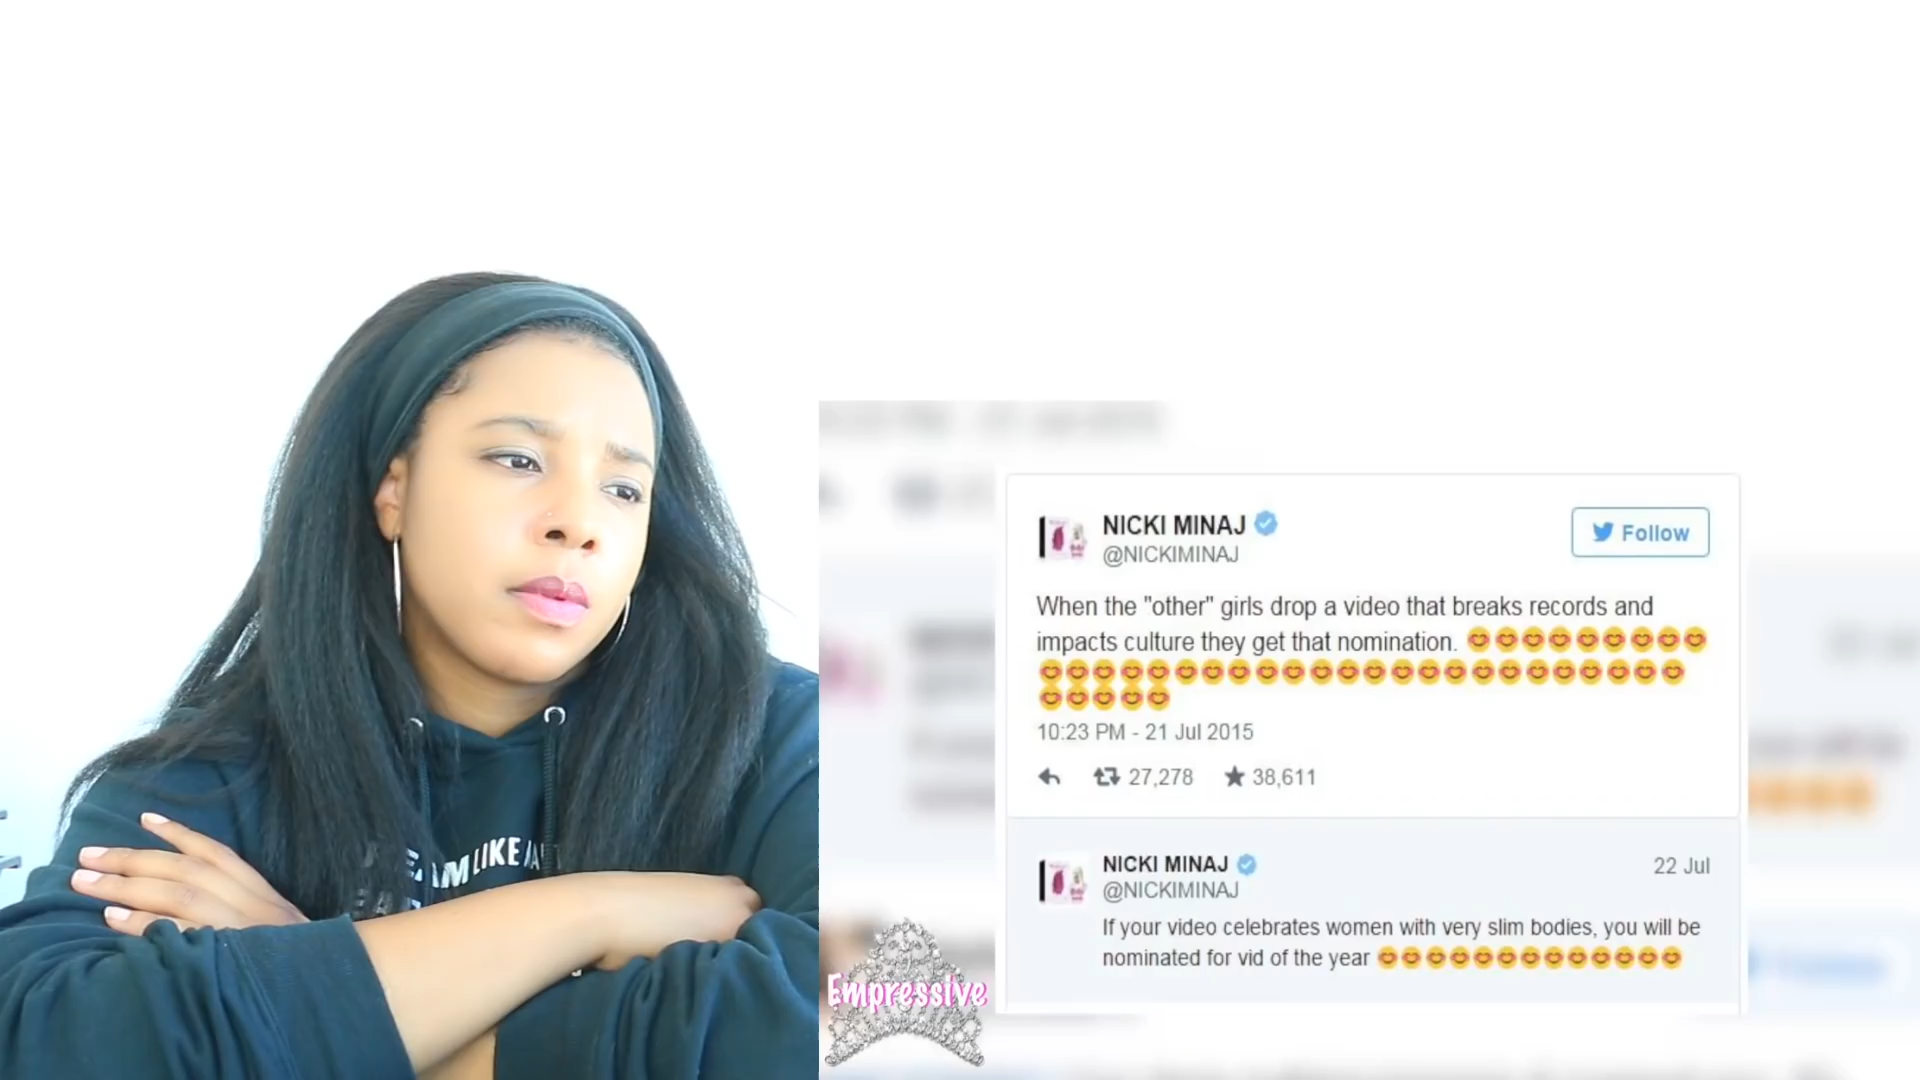 NICKI MINAJ
@NICKIMINAJ
Follow
When the "other" girls drop a video that breaks records and
impacts culture they get that nomination.
10:23 PM - 21 Jul 2015
27,278 38,611
NICKI MINAJ
22 Jul
@NICKIMINAJ
If your video celebrates women with very slim bodies, you will be
nominated for vid of the year
AM LIKE
Empressive